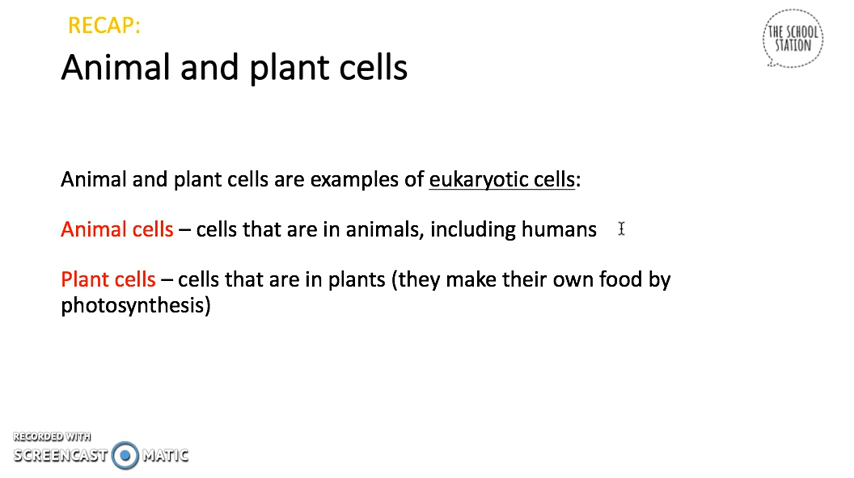 RECAP:
Animal and plant cells
THE SCHOOL
STATION
Animal and plant cells are examples of eukaryotic cells:
Animal cells – cells that are in animals, including humans
Plant cells – cells that are in plants (they make their own food by
photosynthesis)
RECORDED WITH
SCREENCAST MATIC